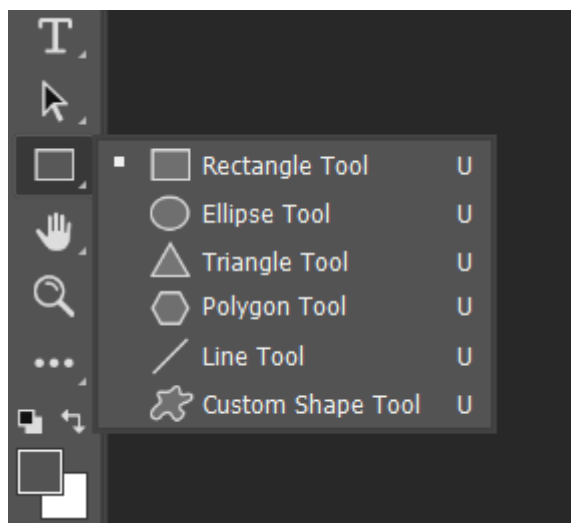 T
Rectangle Tool U
Ellipse Tool U
Triangle Tool U
Polygon Tool U
Line Tool U
Custom Shape Tool U